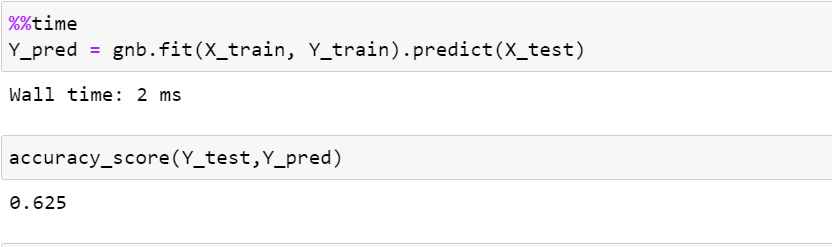 %%time
Y_pred = gnb.fit(X_train, Y_train).predict(X_test)
Wall time: 2 ms
accuracy_score(Y_test,Y_pred)
0.625